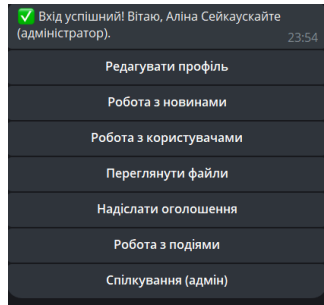 ✅ Вхід успішний! Вітаю, Аліна Сейкаускайте
(адміністратор).
23:54
Редагувати профіль
Робота з новинами
Робота з користувачами
Переглянути файли
Надіслати оголошення
Робота з подіями
Спілкування (адмін)